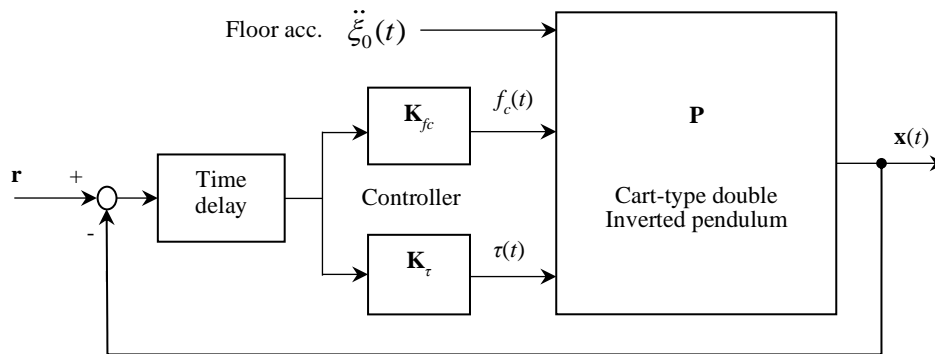 Floor acc. ξ̈₀(t)
K_fc
f_c(t)
P
x(t)
r
+
-
Time
delay
Controller
Cart-type double
Inverted pendulum
K_τ
τ(t)